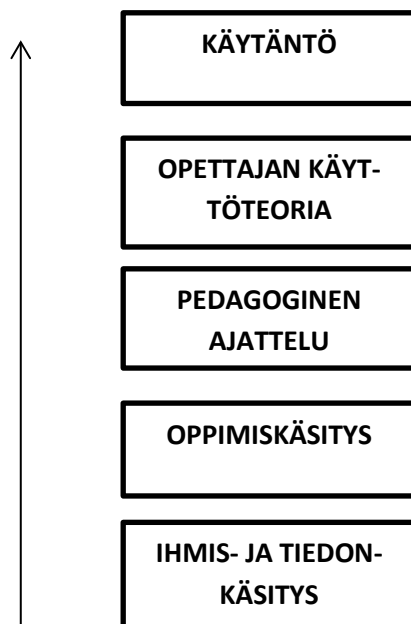 KÄYTÄNTÖ
OPETTAJAN KÄYT-
TÖTEORIA
PEDAGOGINEN
AJATTELU
OPPIMISKÄSITYS
IHMIS- JA TIEDON-
KÄSITYS